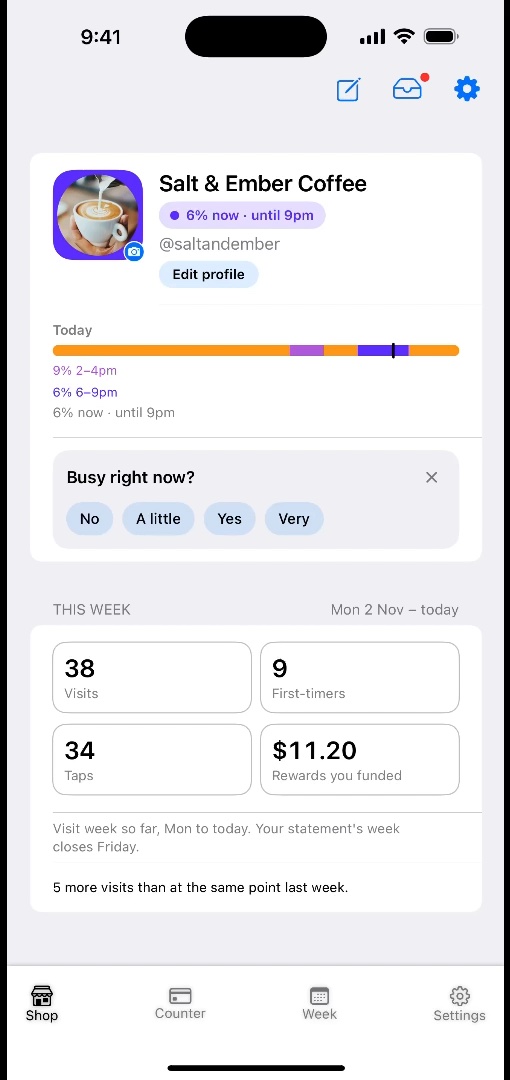 9:41
Salt & Ember Coffee
6% now · until 9pm
@saltandember
Edit profile
Today
9% 2–4pm
6% 6–9pm
6% now · until 9pm
Busy right now?
No A little Yes Very
THIS WEEK Mon 2 Nov – today
38 9
Visits First-timers
34 $11.20
Taps Rewards you funded
Visit week so far, Mon to today. Your statement's week
closes Friday.
5 more visits than at the same point last week.
Shop Counter Week Settings